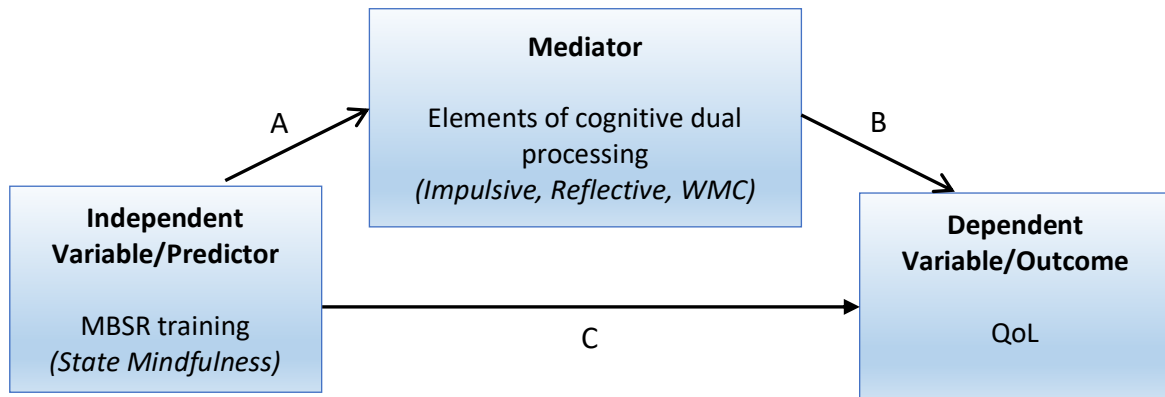 Mediator
Elements of cognitive dual
processing
(Impulsive, Reflective, WMC)
A
B
Independent
Variable/Predictor
MBSR training
(State Mindfulness)
C
Dependent
Variable/Outcome
QoL